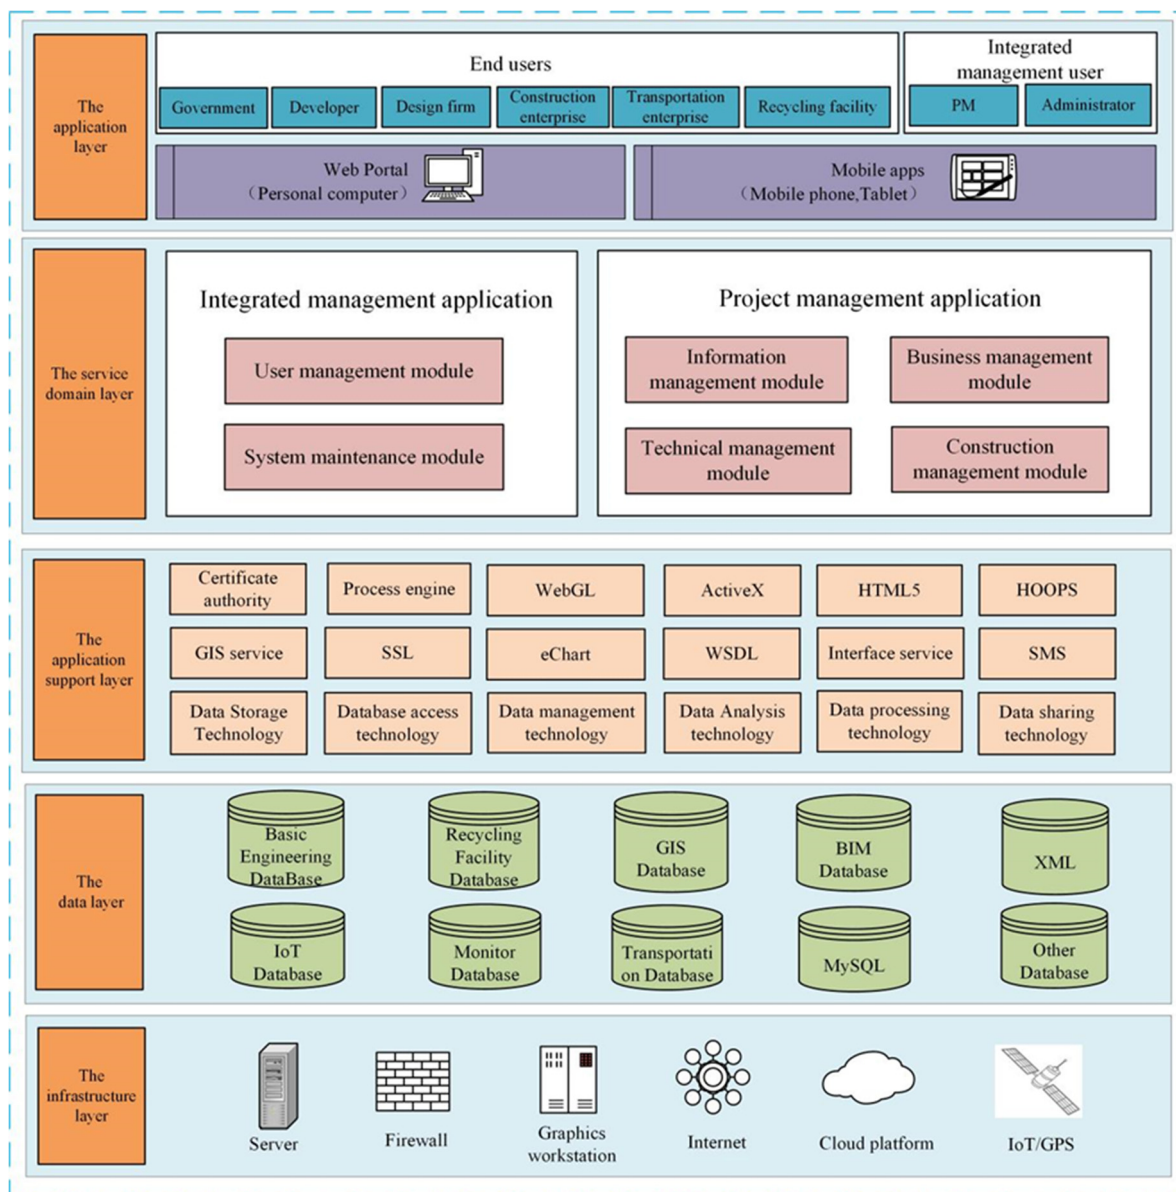 The
application
layer
End users
Government
Developer
Design firm
Construction
enterprise
Transportation
enterprise
Recycling facility
Integrated
management user
PM
Administrator
Web Portal
（Personal computer）
Mobile apps
（Mobile phone,Tablet）
The service
domain layer
Integrated management application
User management module
System maintenance module
Project management application
Information
management module
Business management
module
Technical management
module
Construction
management module
The
application
support layer
Certificate
authority
Process engine
WebGL
ActiveX
HTML5
HOOPS
GIS service
SSL
eChart
WSDL
Interface service
SMS
Data Storage
Technology
Database access
technology
Data management
technology
Data Analysis
technology
Data processing
technology
Data sharing
technology
The
data layer
Basic
Engineering
DataBase
Recycling
Facility
Database
GIS
Database
BIM
Database
XML
IoT
Database
Monitor
Database
Transportati
on Database
MySQL
Other
Database
The
infrastructure
layer
Server
Firewall
Graphics
workstation
Internet
Cloud platform
IoT/GPS